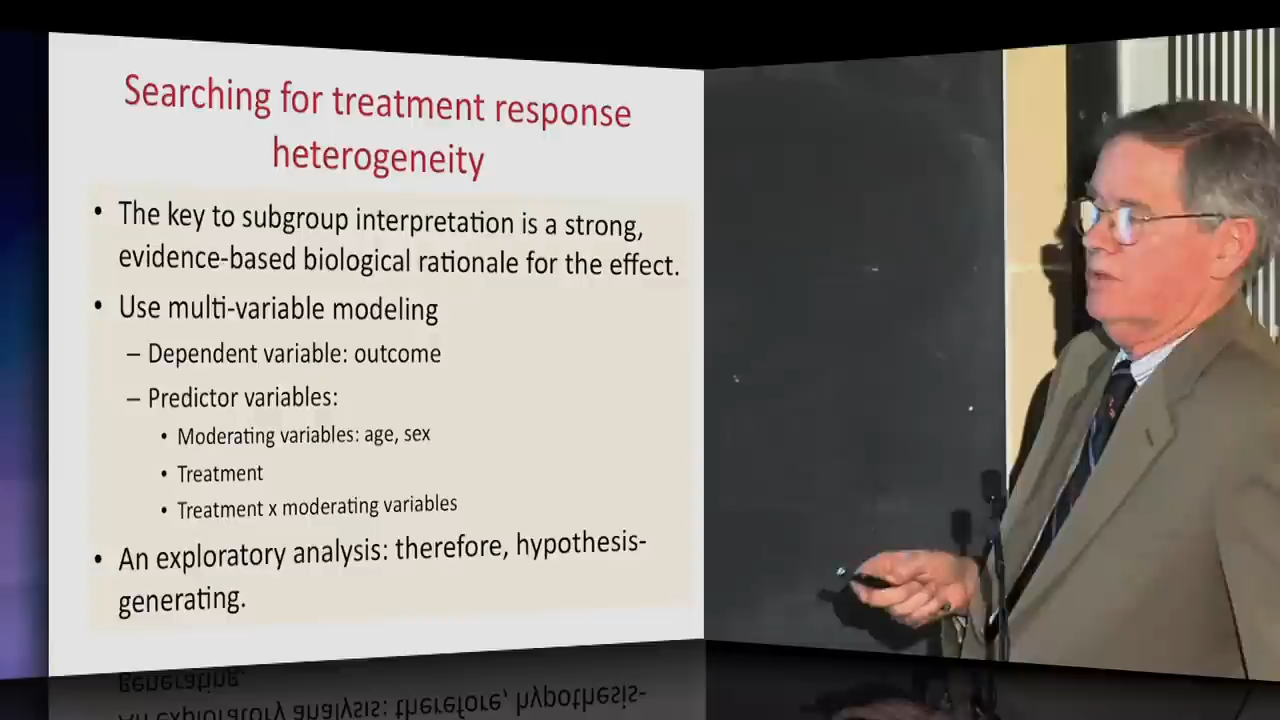 Searching for treatment response
heterogeneity
• The key to subgroup interpretation is a strong,
evidence-based biological rationale for the effect.
• Use multi-variable modeling
– Dependent variable: outcome
– Predictor variables:
• Moderating variables: age, sex
• Treatment
• Treatment x moderating variables
• An exploratory analysis: therefore, hypothesis-
generating.